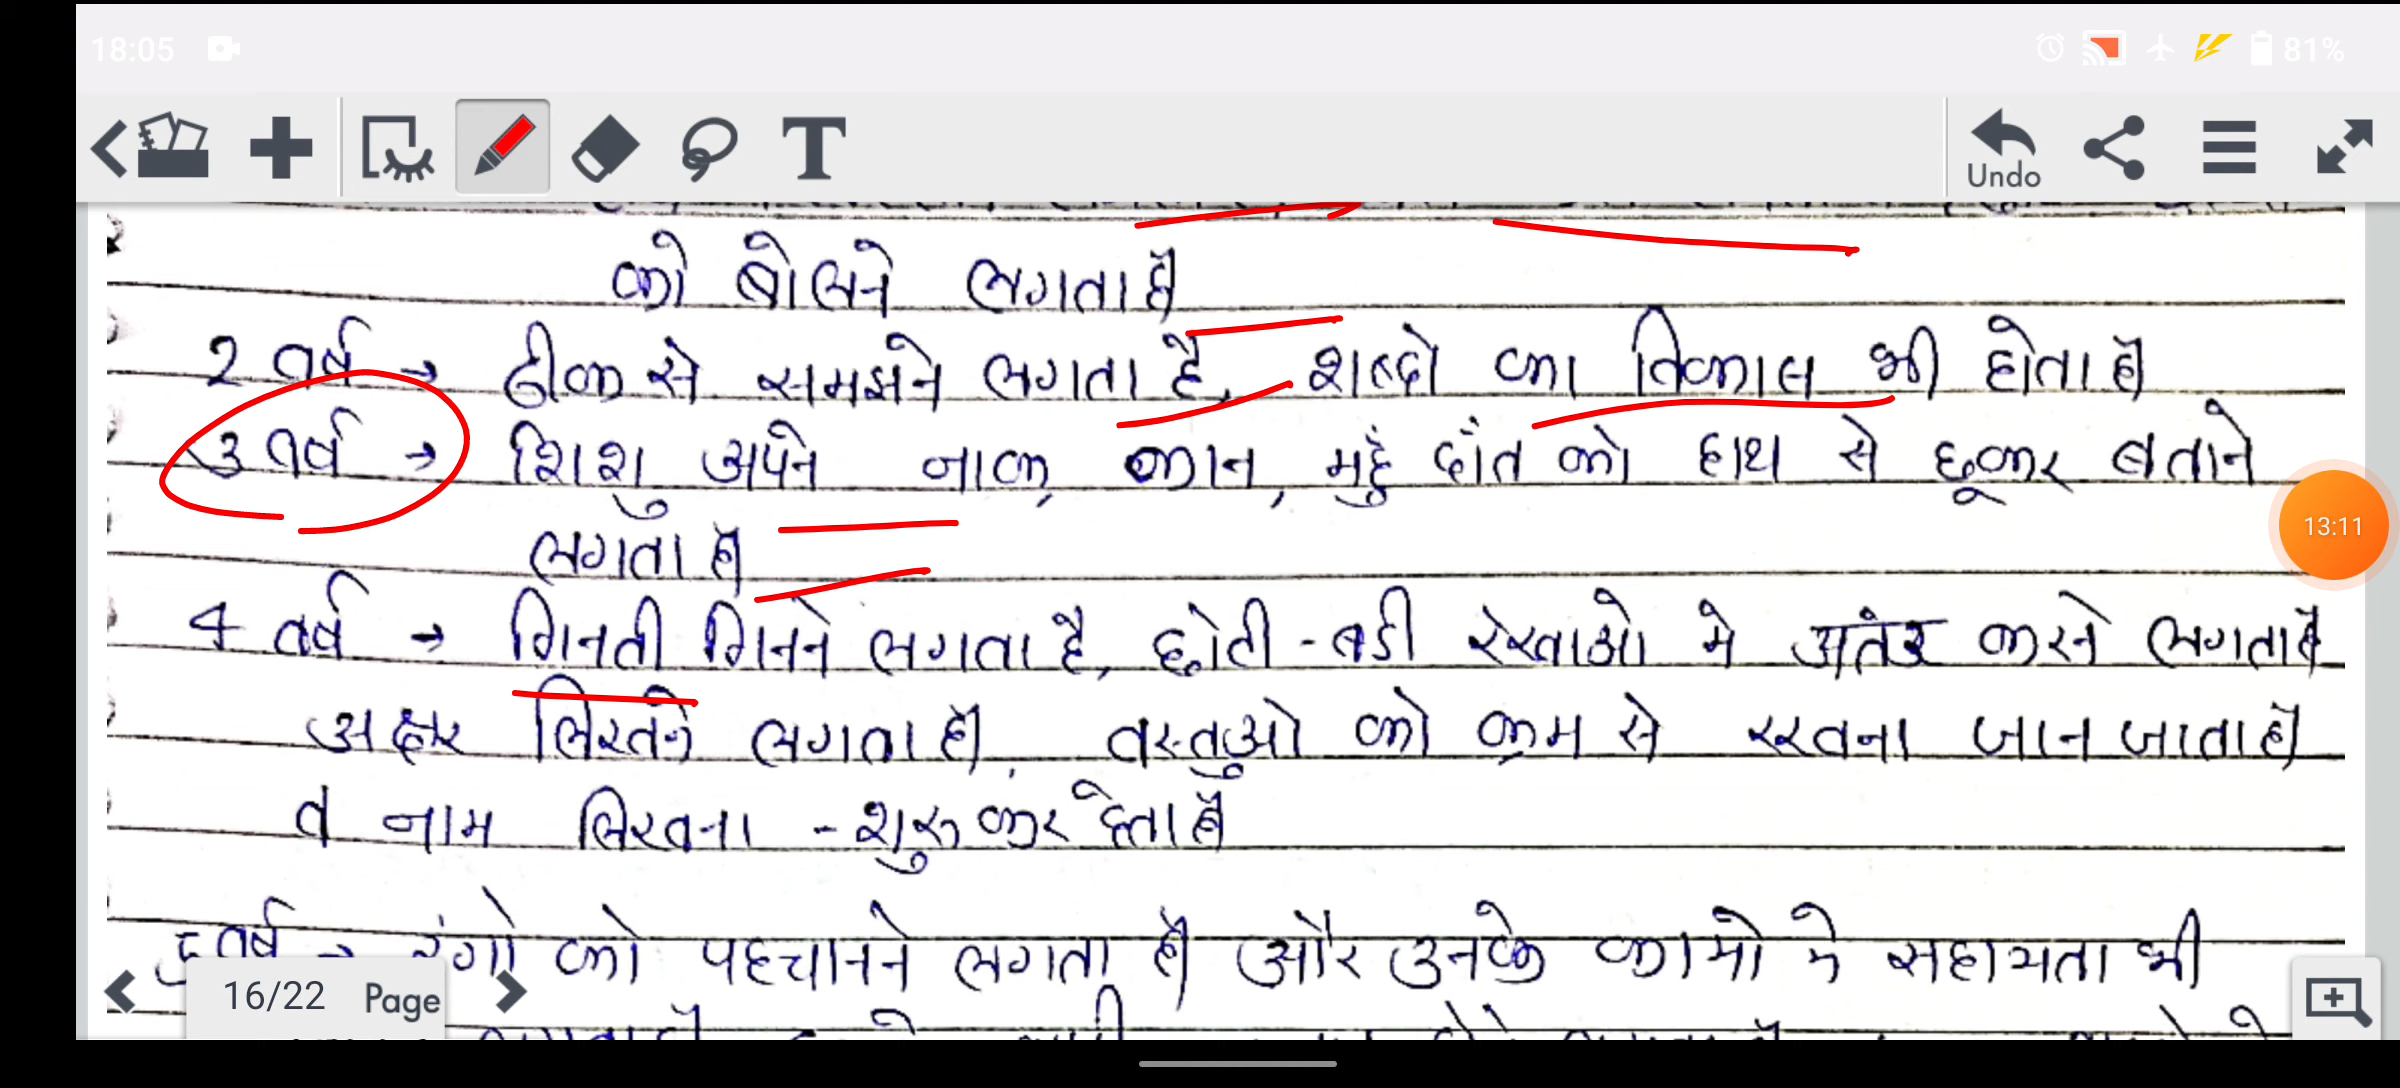 18:05
81%
Undo
को बोलने लगता है
2 वर्ष → ठीक से समझने लगता है, शब्दो का विकास भी होता है
3 वर्ष → शिशु अपने नाक, कान, मुहं दाँत को हाथ से छूकर बताने
लगता है
13:11
4 वर्ष → गिनती गिनने लगता है, छोटी-बडी रेखाओ मे अतंर करने लगता है
अक्षर लिखने लगता है, वस्तुओ को क्रम से रखना जान जाता है
व नाम लिखना - शुरू कर देता है
5 वर्ष → रंगो को पहचानने लगता है और उनके कामो मे सहायता भी
16/22 Page